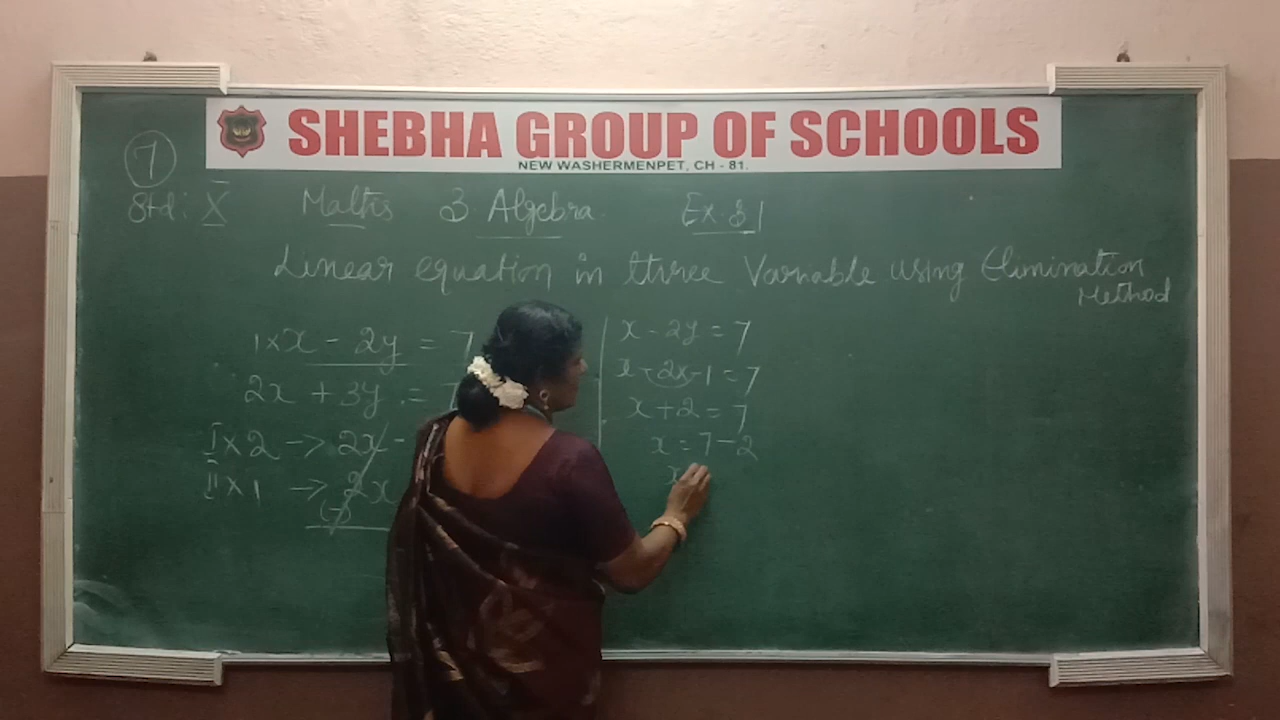 SHEBHA GROUP OF SCHOOLS
NEW WASHERMENPET, CH - 81.
7
Std: X Maths 3. Algebra. Ex. 3.1
Linear equation in three Variable using Elimination
Method
1 x x - 2y = 7
2x + 3y =
I x 2 → 2x -
II x 1 → 2x
(-)
x - 2y = 7
x - 2x - 1 = 7
x + 2 = 7
x = 7 - 2
x